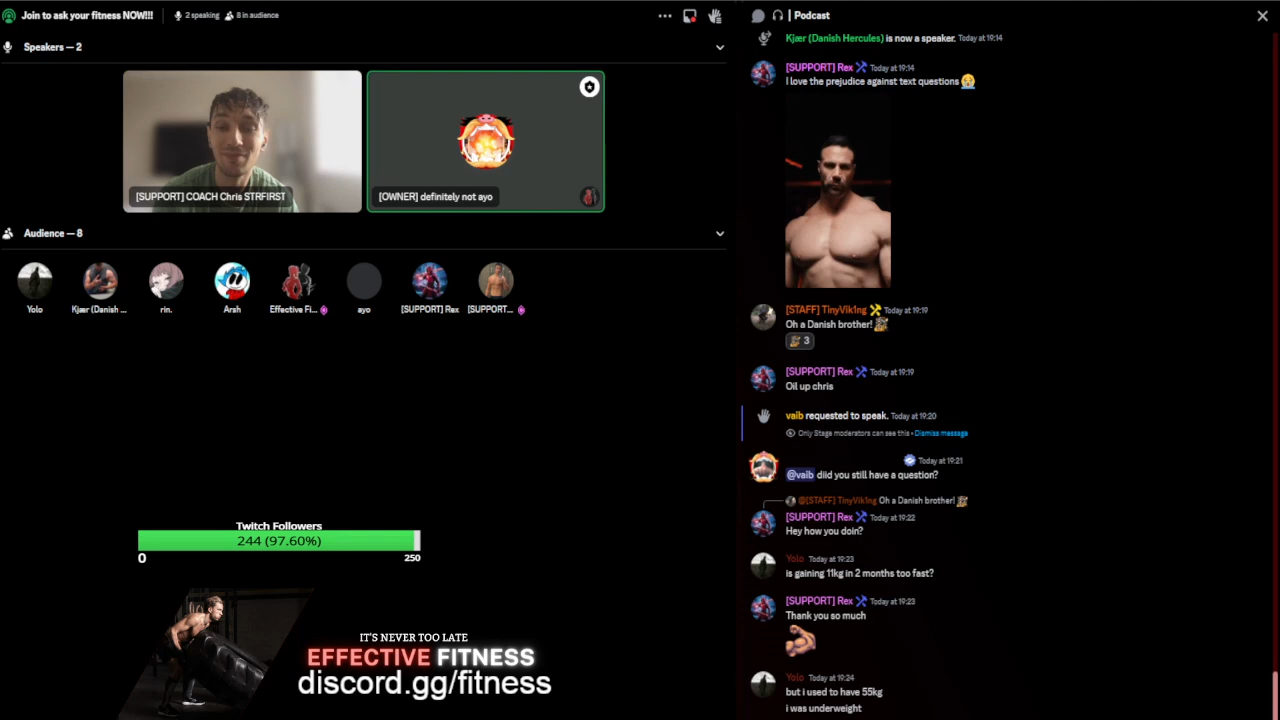 Join to ask your fitness NOW!!!
2 speaking
8 in audience
Speakers — 2
[SUPPORT] COACH Chris STRFIRST
[OWNER] definitely not ayo
Audience — 8
Yolo
Kjær (Danish ...
rin.
Arsh
Effective Fi...
ayo
[SUPPORT] Rex
[SUPPORT...
Twitch Followers
244 (97.60%)
0
250
IT'S NEVER TOO LATE
EFFECTIVE FITNESS
discord.gg/fitness
Podcast
Kjær (Danish Hercules) is now a speaker. Today at 19:14
[SUPPORT] Rex Today at 19:14
I love the prejudice against text questions
[STAFF] TinyVik1ng Today at 19:19
Oh a Danish brother!
3
[SUPPORT] Rex Today at 19:19
Oil up chris
vaib requested to speak. Today at 19:20
Only Stage moderators can see this • Dismiss message
Today at 19:21
@vaib diid you still have a question?
@[STAFF] TinyVik1ng Oh a Danish brother!
[SUPPORT] Rex Today at 19:22
Hey how you doin?
Yolo Today at 19:23
is gaining 11kg in 2 months too fast?
[SUPPORT] Rex Today at 19:23
Thank you so much
Yolo Today at 19:24
but i used to have 55kg
i was underweight